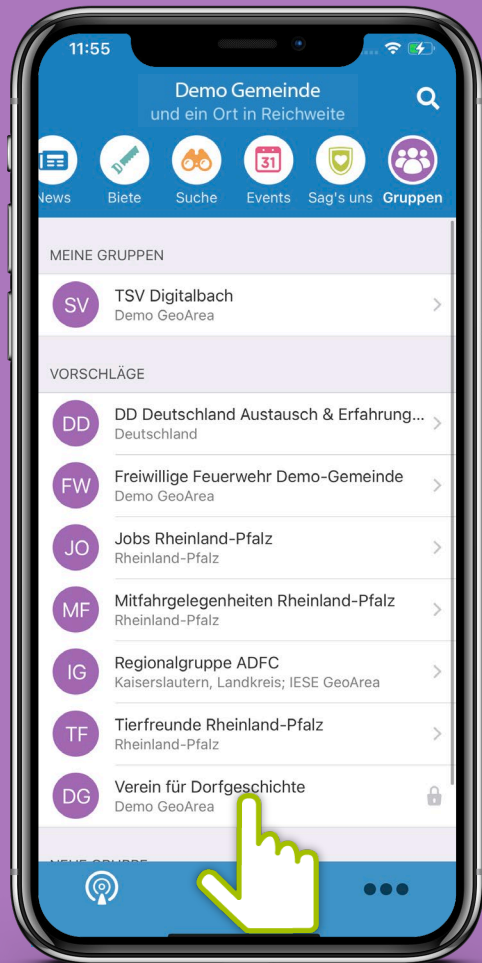 11:55
Demo Gemeinde
und ein Ort in Reichweite
News
Biete
Suche
31
Events
Sag's uns
Gruppen
MEINE GRUPPEN
SV
TSV Digitalbach
Demo GeoArea
VORSCHLÄGE
DD
DD Deutschland Austausch & Erfahrung...
Deutschland
FW
Freiwillige Feuerwehr Demo-Gemeinde
Demo GeoArea
JO
Jobs Rheinland-Pfalz
Rheinland-Pfalz
MF
Mitfahrgelegenheiten Rheinland-Pfalz
Rheinland-Pfalz
IG
Regionalgruppe ADFC
Kaiserslautern, Landkreis; IESE GeoArea
TF
Tierfreunde Rheinland-Pfalz
Rheinland-Pfalz
DG
Verein für Dorfgeschichte
Demo GeoArea